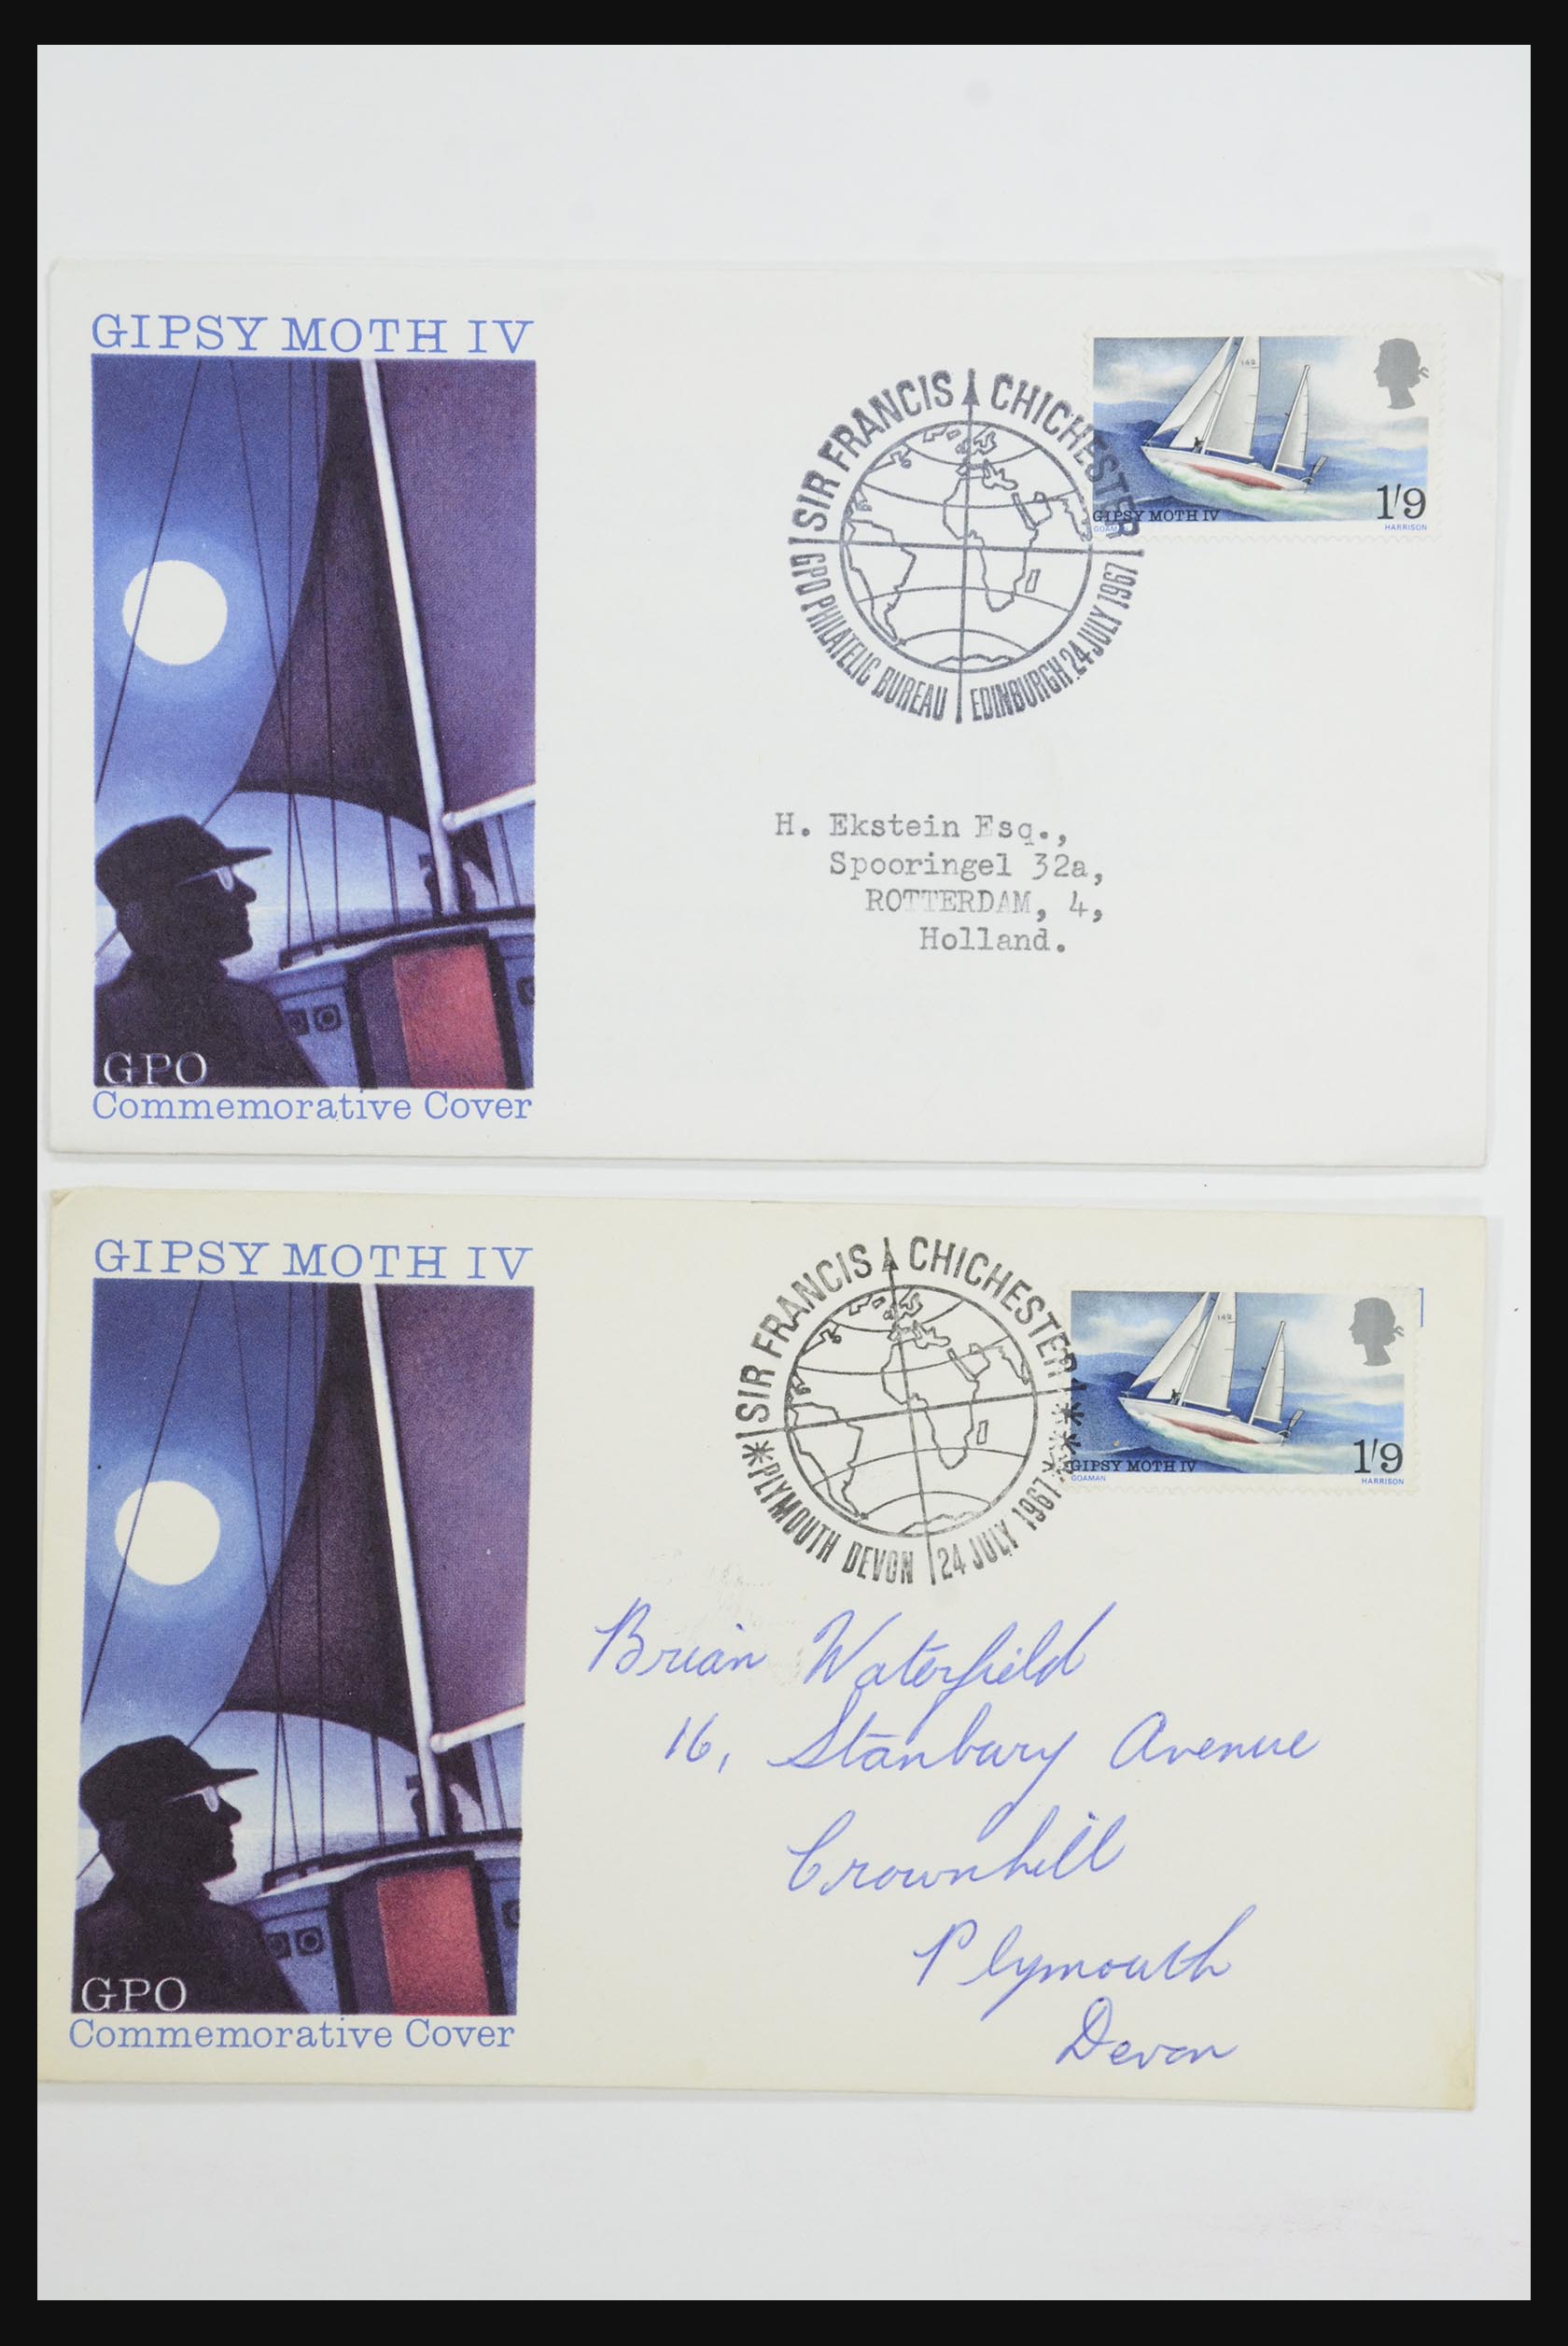 GIPSY MOTH IV
SIR FRANCIS CHICHESTER
GPO PHILATELIC BUREAU EDINBURGH 24 JULY 1967
149
1'9
GIPSY MOTH IV
HARRISON
H. Ekstein Esq.,
Spooringel 32a,
ROTTERDAM, 4,
Holland.
GPO
Commemorative Cover
GIPSY MOTH IV
SIR FRANCIS CHICHESTER
PLYMOUTH DEVON 24 JULY 1967
149
1'9
GIPSY MOTH IV
GOAMAN HARRISON
Brian Waterfield
16, Stanbury Avenue
Crownhill
Plymouth
Devon
GPO
Commemorative Cover